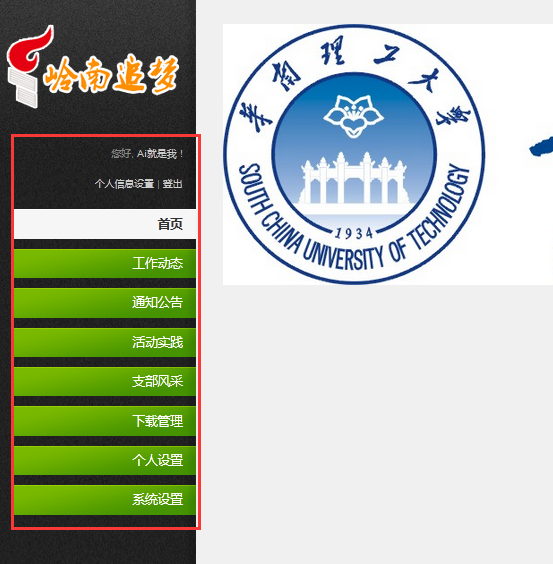 岭南追梦
您好, Ai就是我 !
个人信息设置 | 登出
首页
工作动态
通知公告
活动实践
支部风采
下载管理
个人设置
系统设置
华南理工大学
SOUTH CHINA UNIVERSITY OF TECHNOLOGY
1934